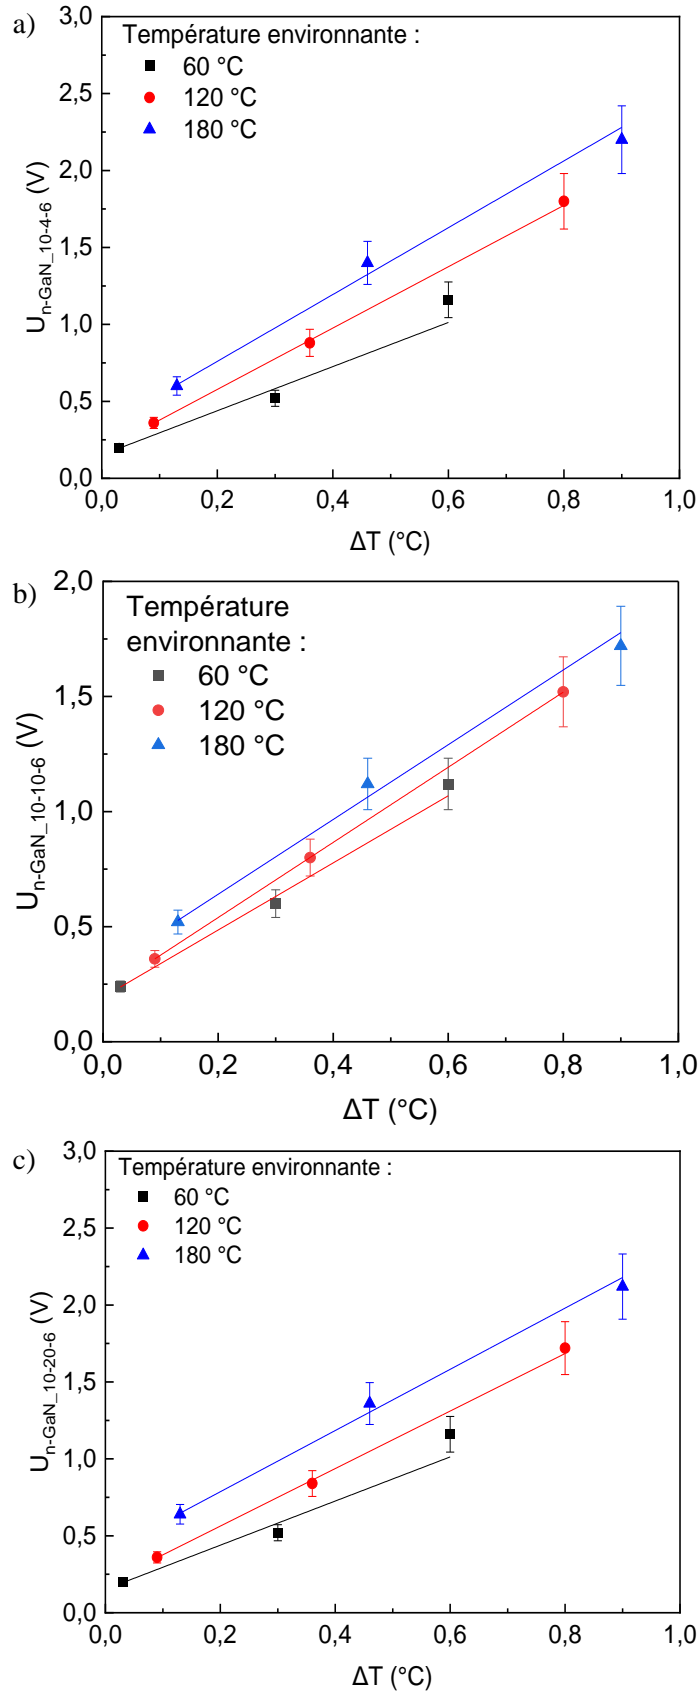 a)
3,0
Température environnante :
60 °C
120 °C
180 °C
2,5
2,0
1,5
1,0
0,5
0,0
U_n-GaN_10-4-6 (V)
0,0 0,2 0,4 0,6 0,8 1,0
ΔT (°C)
b)
2,0
Température
environnante :
60 °C
120 °C
180 °C
1,5
1,0
0,5
0,0
U_n-GaN_10-10-6 (V)
0,0 0,2 0,4 0,6 0,8 1,0
ΔT (°C)
c)
3,0
Température environnante :
60 °C
120 °C
180 °C
2,5
2,0
1,5
1,0
0,5
0,0
U_n-GaN_10-20-6 (V)
0,0 0,2 0,4 0,6 0,8 1,0
ΔT (°C)